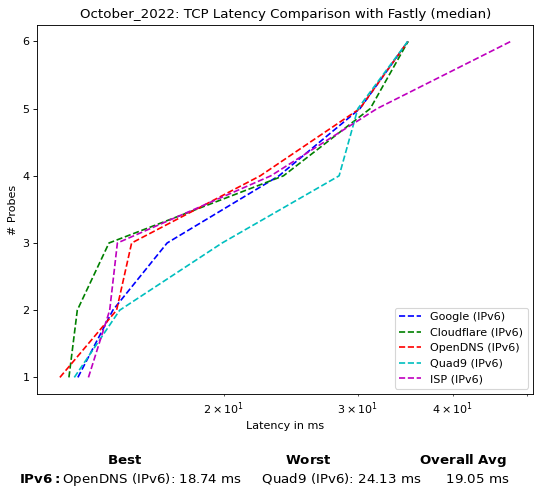 October_2022: TCP Latency Comparison with Fastly (median)
# Probes
6
5
4
3
2
1
Google (IPv6)
Cloudflare (IPv6)
OpenDNS (IPv6)
Quad9 (IPv6)
ISP (IPv6)
2 × 10¹ 3 × 10¹ 4 × 10¹
Latency in ms
Best Worst Overall Avg
IPv6: OpenDNS (IPv6): 18.74 ms Quad9 (IPv6): 24.13 ms 19.05 ms